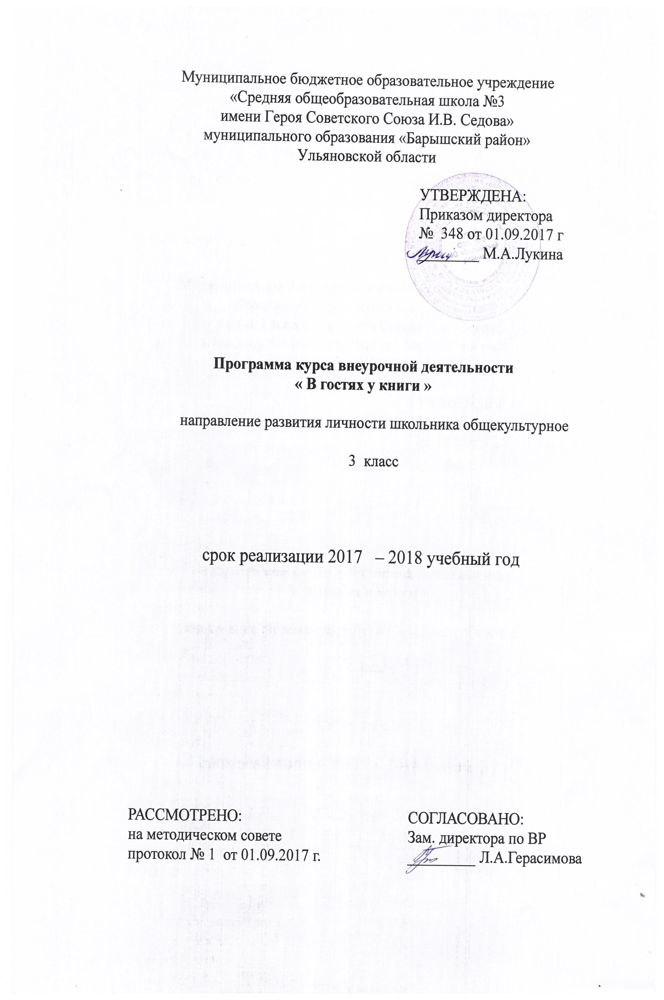 Муниципальное бюджетное образовательное учреждение
«Средняя общеобразовательная школа №3
имени Героя Советского Союза И.В. Седова»
муниципального образования «Барышский район»
Ульяновской области
УТВЕРЖДЕНА:
Приказом директора
№ 348 от 01.09.2017 г
М.А.Лукина
Программа курса внеурочной деятельности
« В гостях у книги »
направление развития личности школьника общекультурное
3 класс
срок реализации 2017 – 2018 учебный год
РАССМОТРЕНО:
на методическом совете
протокол № 1 от 01.09.2017 г.
СОГЛАСОВАНО:
Зам. директора по ВР
Л.А.Герасимова